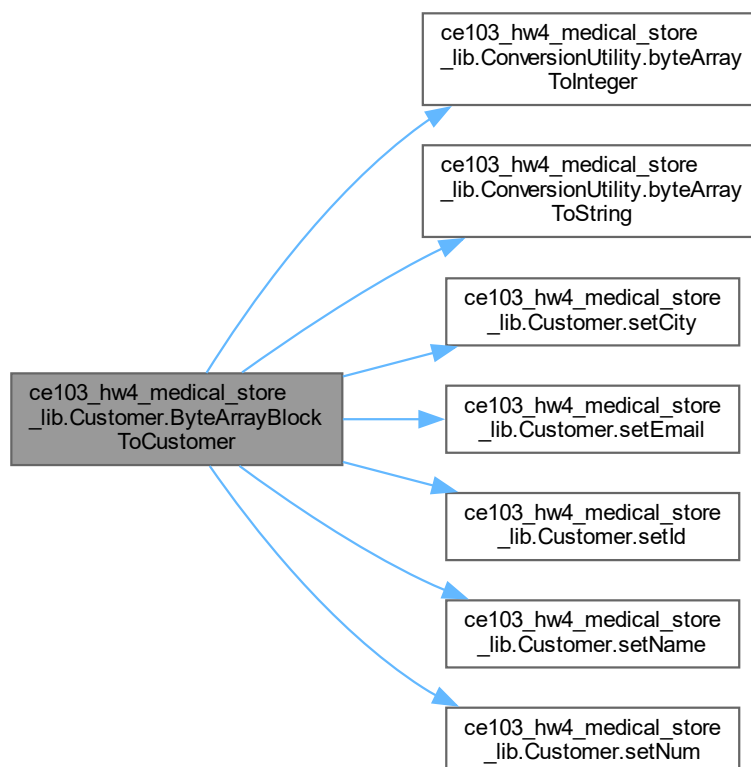 ce103_hw4_medical_store
_lib.ConversionUtility.byteArray
ToInteger
ce103_hw4_medical_store
_lib.ConversionUtility.byteArray
ToString
ce103_hw4_medical_store
_lib.Customer.setCity
ce103_hw4_medical_store
_lib.Customer.ByteArrayBlock
ToCustomer
ce103_hw4_medical_store
_lib.Customer.setEmail
ce103_hw4_medical_store
_lib.Customer.setId
ce103_hw4_medical_store
_lib.Customer.setName
ce103_hw4_medical_store
_lib.Customer.setNum